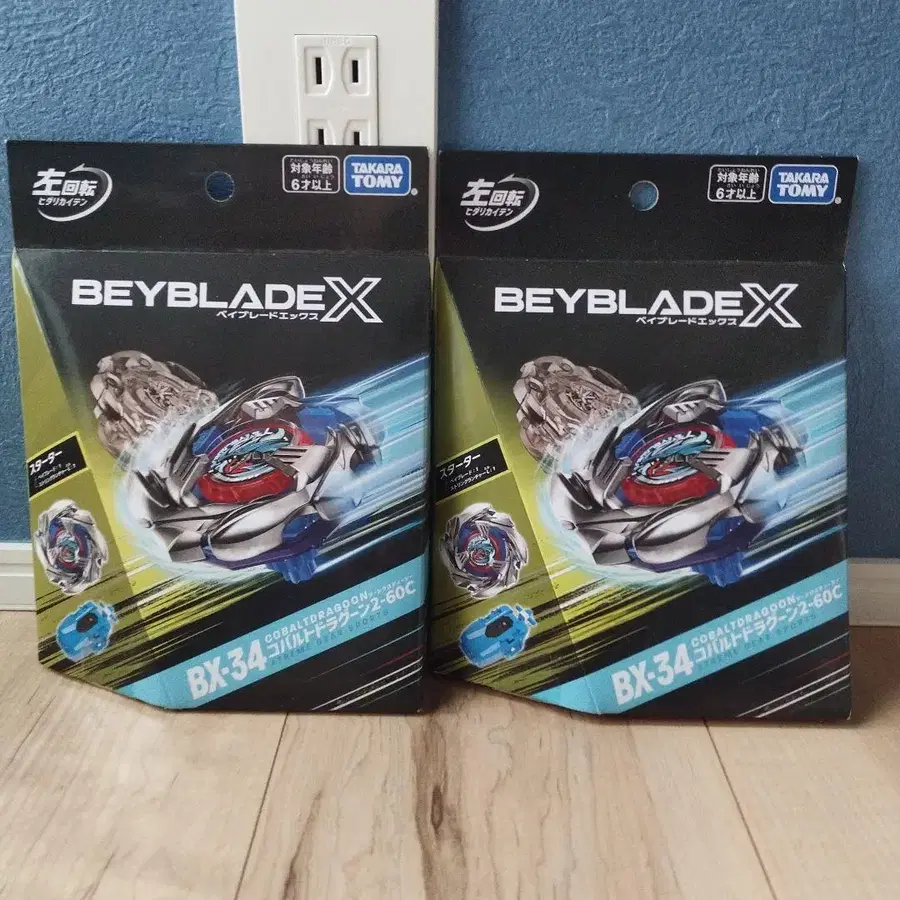 左回転
ヒダリカイテン
対象年齢
6才以上
TAKARA
TOMY
BEYBLADE X
ベイブレードエックス
スターター
BX-34
COBALTDRAGOON
コバルトドラグーン2-60C
左回転
ヒダリカイテン
対象年齢
6才以上
TAKARA
TOMY
BEYBLADE X
ベイブレードエックス
スターター
BX-34
COBALTDRAGOON
コバルトドラグーン2-60C
XTREME GEAR SPORTS